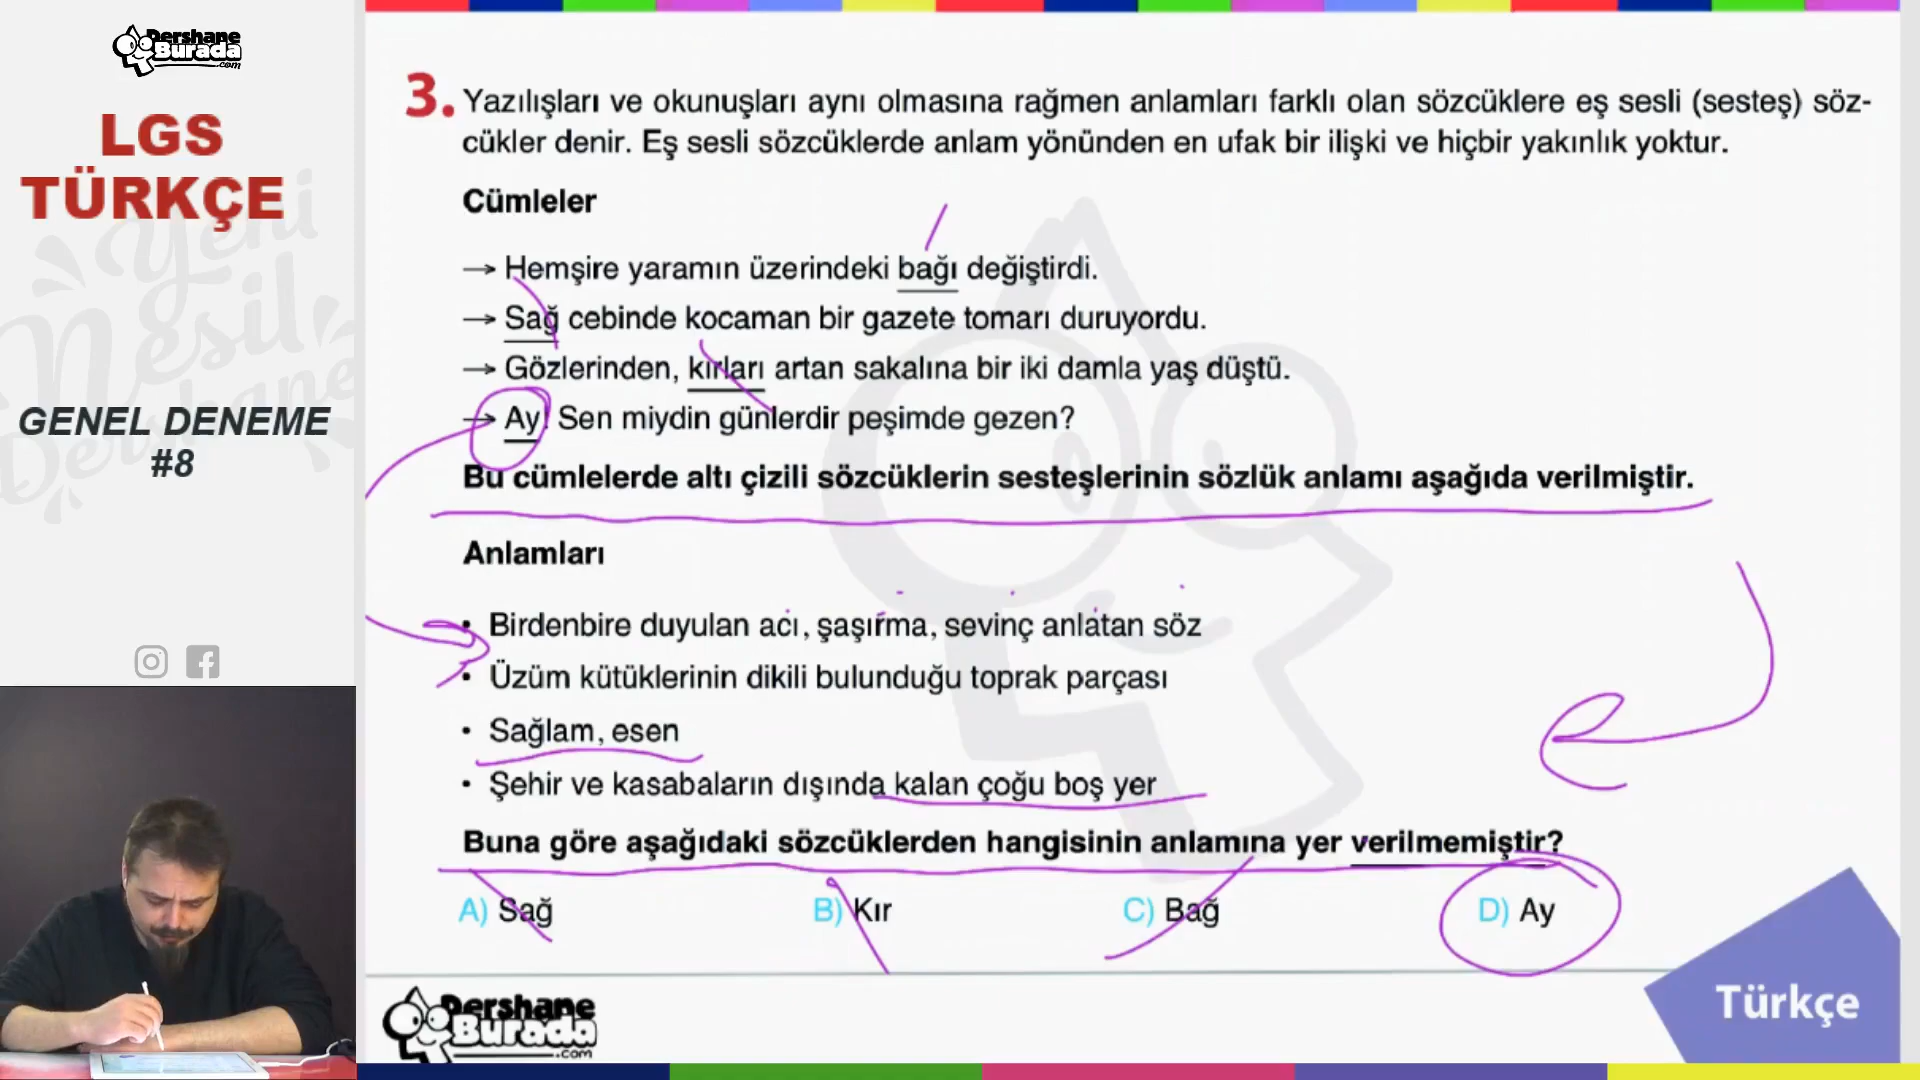 Dershane
Burada
.com
LGS
TÜRKÇE
Yeni
Nesil
Dershane
GENEL DENEME
#8
3. Yazılışları ve okunuşları aynı olmasına rağmen anlamları farklı olan sözcüklere eş sesli (sesteş) söz-
cükler denir. Eş sesli sözcüklerde anlam yönünden en ufak bir ilişki ve hiçbir yakınlık yoktur.
Cümleler
→ Hemşire yaramın üzerindeki bağı değiştirdi.
→ Sağ cebinde kocaman bir gazete tomarı duruyordu.
→ Gözlerinden, kırları artan sakalına bir iki damla yaş düştü.
→ Ay! Sen miydin günlerdir peşimde gezen?
Bu cümlelerde altı çizili sözcüklerin sesteşlerinin sözlük anlamı aşağıda verilmiştir.
Anlamları
• Birdenbire duyulan acı, şaşırma, sevinç anlatan söz
• Üzüm kütüklerinin dikili bulunduğu toprak parçası
• Sağlam, esen
• Şehir ve kasabaların dışında kalan çoğu boş yer
Buna göre aşağıdaki sözcüklerden hangisinin anlamına yer verilmemiştir?
A) Sağ B) Kır C) Bağ D) Ay
Dershane
Burada
.com
Türkçe